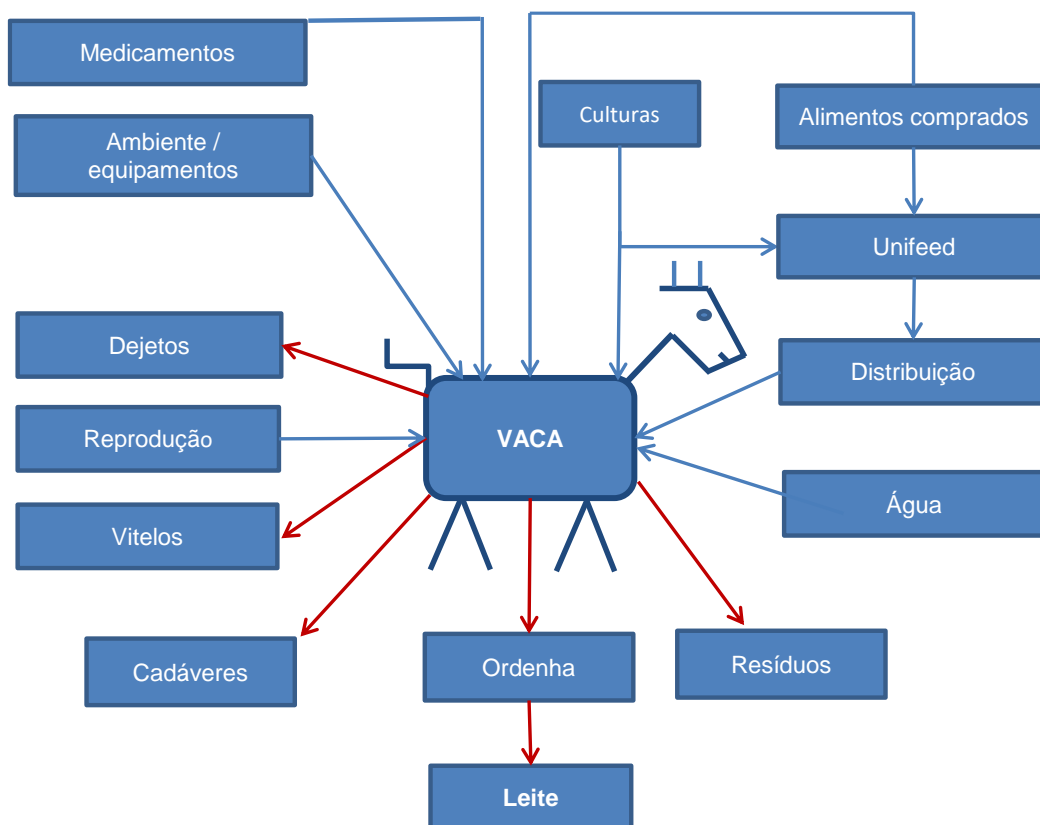 Medicamentos
Culturas
Alimentos comprados
Ambiente /
equipamentos
Unifeed
Dejetos
Distribuição
Reprodução
VACA
Água
Vitelos
Cadáveres
Ordenha
Resíduos
Leite